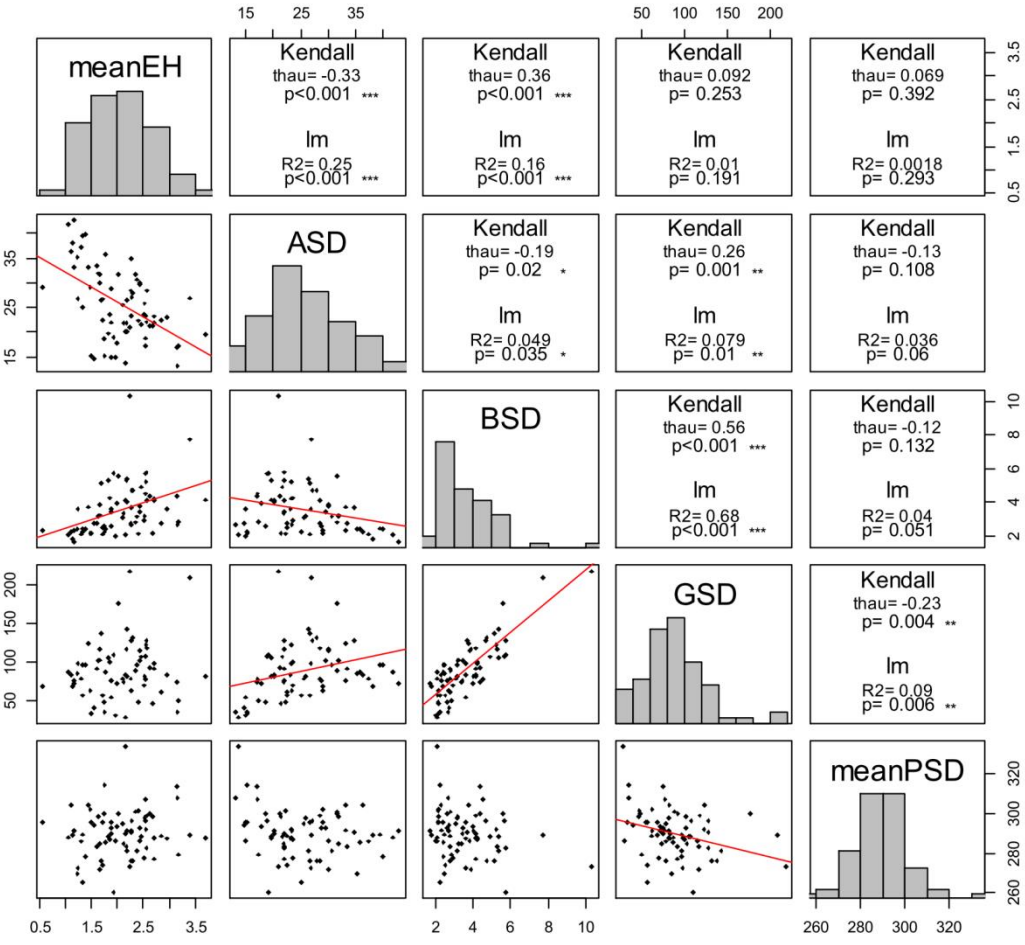 15 25 35
50 100 150 200
meanEH
Kendall
thau= -0.33
p<0.001 ***
lm
R2= 0.25
p<0.001 ***
Kendall
thau= 0.36
p<0.001 ***
lm
R2= 0.16
p<0.001 ***
Kendall
thau= 0.092
p= 0.253
lm
R2= 0.01
p= 0.191
Kendall
thau= 0.069
p= 0.392
lm
R2= 0.0018
p= 0.293
3.5
2.5
1.5
0.5
35
25
15
ASD
Kendall
thau= -0.19
p= 0.02 *
lm
R2= 0.049
p= 0.035 *
Kendall
thau= 0.26
p= 0.001 **
lm
R2= 0.079
p= 0.01 **
Kendall
thau= -0.13
p= 0.108
lm
R2= 0.036
p= 0.06
BSD
Kendall
thau= 0.56
p<0.001 ***
lm
R2= 0.68
p<0.001 ***
Kendall
thau= -0.12
p= 0.132
lm
R2= 0.04
p= 0.051
10
8
6
4
2
200
150
100
50
GSD
Kendall
thau= -0.23
p= 0.004 **
lm
R2= 0.09
p= 0.006 **
meanPSD
320
300
280
260
0.5 1.5 2.5 3.5
2 4 6 8 10
260 280 300 320